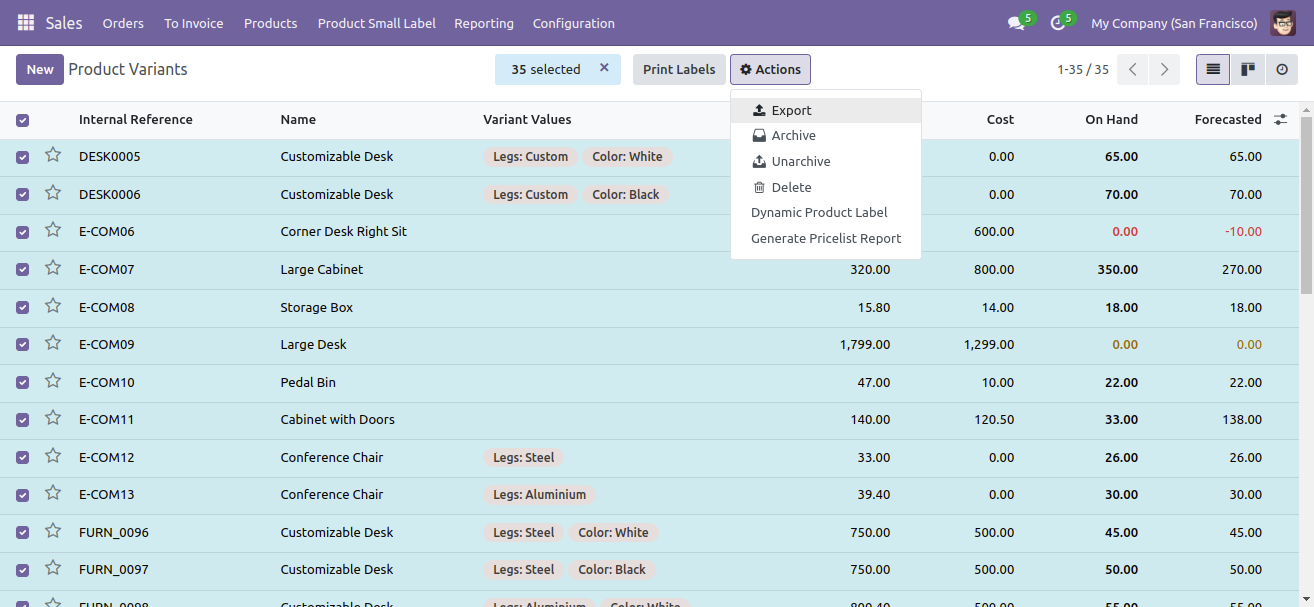 Sales Orders To Invoice Products Product Small Label Reporting Configuration 5 5 My Company (San Francisco)
New Product Variants 35 selected × Print Labels Actions 1-35 / 35
Export
Archive
Unarchive
Delete
Dynamic Product Label
Generate Pricelist Report
Internal Reference Name Variant Values Cost On Hand Forecasted
DESK0005 Customizable Desk Legs: Custom Color: White 0.00 65.00 65.00
DESK0006 Customizable Desk Legs: Custom Color: Black 0.00 70.00 70.00
E-COM06 Corner Desk Right Sit 600.00 0.00 -10.00
E-COM07 Large Cabinet 320.00 800.00 350.00 270.00
E-COM08 Storage Box 15.80 14.00 18.00 18.00
E-COM09 Large Desk 1,799.00 1,299.00 0.00 0.00
E-COM10 Pedal Bin 47.00 10.00 22.00 22.00
E-COM11 Cabinet with Doors 140.00 120.50 33.00 138.00
E-COM12 Conference Chair Legs: Steel 33.00 0.00 26.00 26.00
E-COM13 Conference Chair Legs: Aluminium 39.40 0.00 30.00 30.00
FURN_0096 Customizable Desk Legs: Steel Color: White 750.00 500.00 45.00 45.00
FURN_0097 Customizable Desk Legs: Steel Color: Black 750.00 500.00 50.00 50.00
FURN_0098 Customizable Desk Legs: Aluminium Color: White 800.40 500.00 55.00 55.00